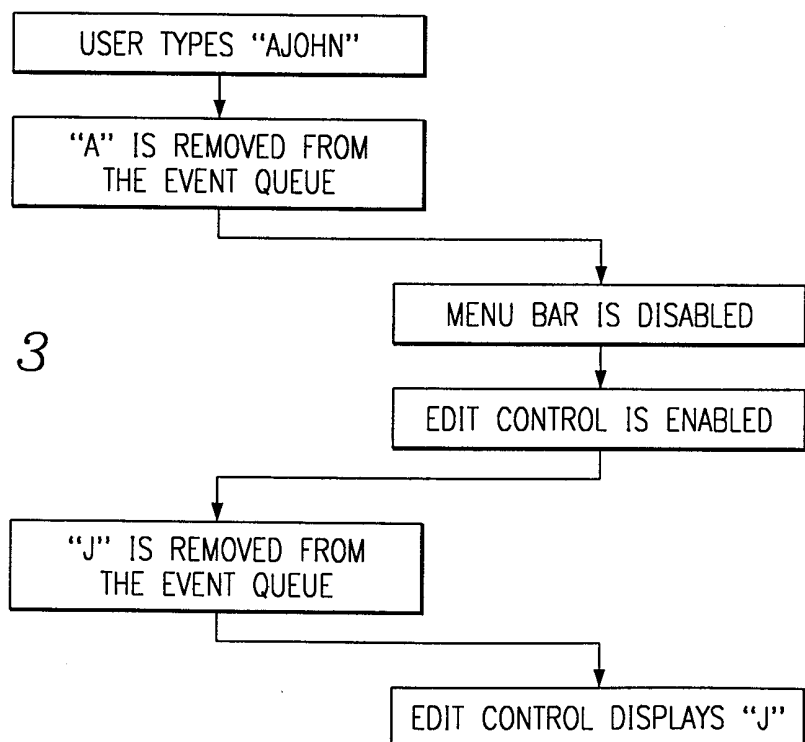 USER TYPES “AJOHN”
“A” IS REMOVED FROM
THE EVENT QUEUE
MENU BAR IS DISABLED
3
EDIT CONTROL IS ENABLED
“J” IS REMOVED FROM
THE EVENT QUEUE
EDIT CONTROL DISPLAYS “J”